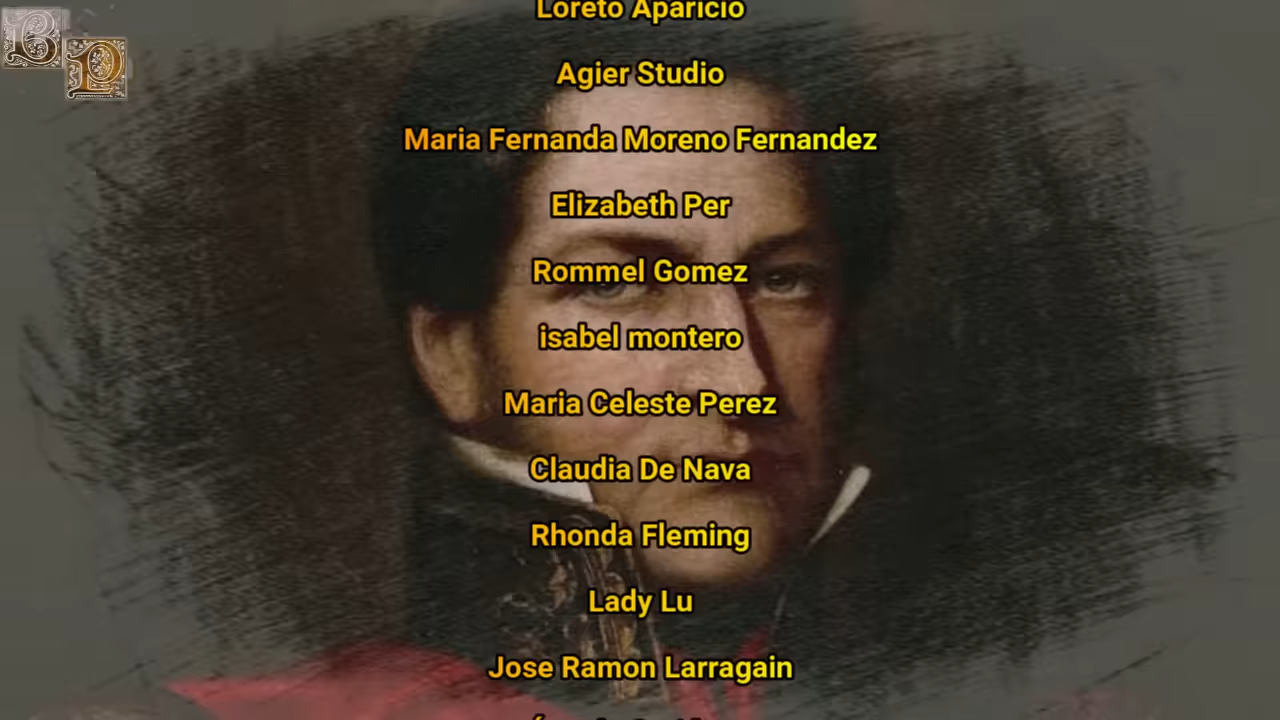 B
P
Loreto Aparicio
Agier Studio
Maria Fernanda Moreno Fernandez
Elizabeth Per
Rommel Gomez
isabel montero
Maria Celeste Perez
Claudia De Nava
Rhonda Fleming
Lady Lu
Jose Ramon Larragain